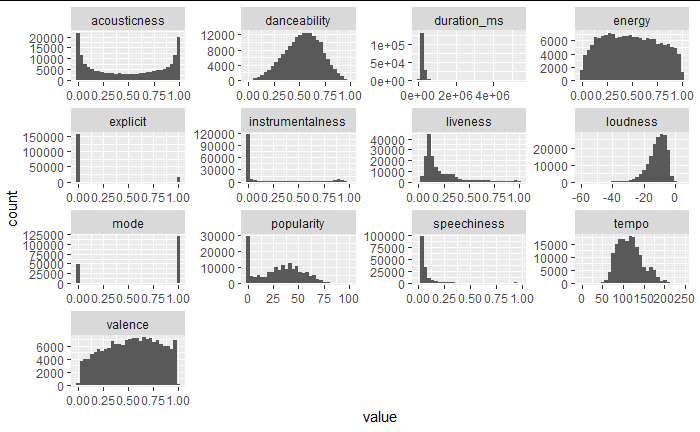 acousticness
danceability
duration_ms
energy
20000
15000
10000
5000
0
0.00 0.25 0.50 0.75 1.00
12000
9000
6000
3000
0
0.00 0.25 0.50 0.75 1.00
1e+05
5e+04
0e+00
0e+00 2e+06 4e+06
6000
4000
2000
0
0.00 0.25 0.50 0.75 1.00
explicit
instrumentalness
liveness
loudness
150000
100000
50000
0
0.00 0.25 0.50 0.75 1.00
120000
80000
40000
0
0.00 0.25 0.50 0.75 1.00
40000
30000
20000
10000
0
0.00 0.25 0.50 0.75 1.00
20000
10000
0
-60 -40 -20 0
count
mode
popularity
speechiness
tempo
125000
100000
75000
50000
25000
0
0.00 0.25 0.50 0.75 1.00
30000
20000
10000
0
0 25 50 75 100
100000
75000
50000
25000
0
0.00 0.25 0.50 0.75 1.00
15000
10000
5000
0
0 50 100 150 200 250
valence
6000
4000
2000
0
0.00 0.25 0.50 0.75 1.00
value